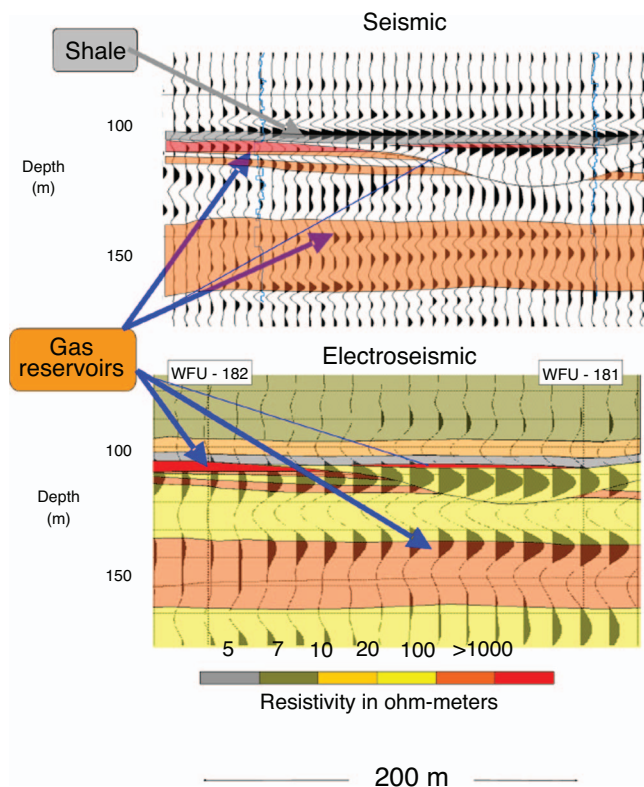 Seismic
Shale
100
Depth
(m)
150
Gas
reservoirs
Electroseismic
WFU - 182
WFU - 181
100
Depth
(m)
150
5 7 10 20 100 >1000
Resistivity in ohm-meters
200 m